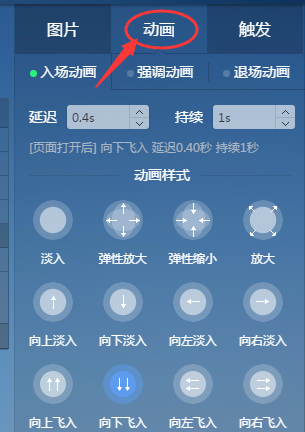 图片 动画 触发
入场动画 强调动画 退场动画
延迟 0.4s 持续 1s
[页面打开后] 向下飞入 延迟0.40秒 持续1秒
动画样式
淡入 弹性放大 弹性缩小 放大
向上淡入 向下淡入 向左淡入 向右淡入
向上飞入 向下飞入 向左飞入 向右飞入